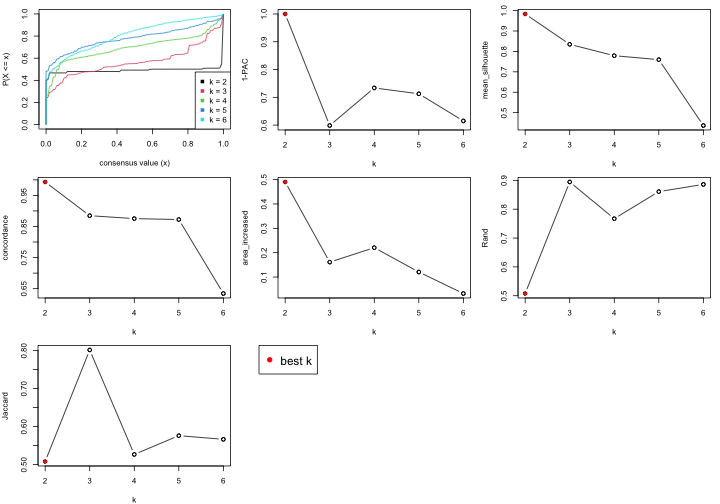 P(X <= x)
0.0 0.2 0.4 0.6 0.8 1.0
k = 2
k = 3
k = 4
k = 5
k = 6
0.0 0.2 0.4 0.6 0.8 1.0
consensus value (x)
1-PAC
0.6 0.7 0.8 0.9 1.0
2 3 4 5 6
k
mean_silhouette
0.5 0.6 0.7 0.8 0.9 1.0
2 3 4 5 6
k
concordance
0.65 0.75 0.85 0.95
2 3 4 5 6
k
area_increased
0.1 0.2 0.3 0.4 0.5
2 3 4 5 6
k
Rand
0.5 0.6 0.7 0.8 0.9
2 3 4 5 6
k
Jaccard
0.50 0.60 0.70 0.80
2 3 4 5 6
k
best k